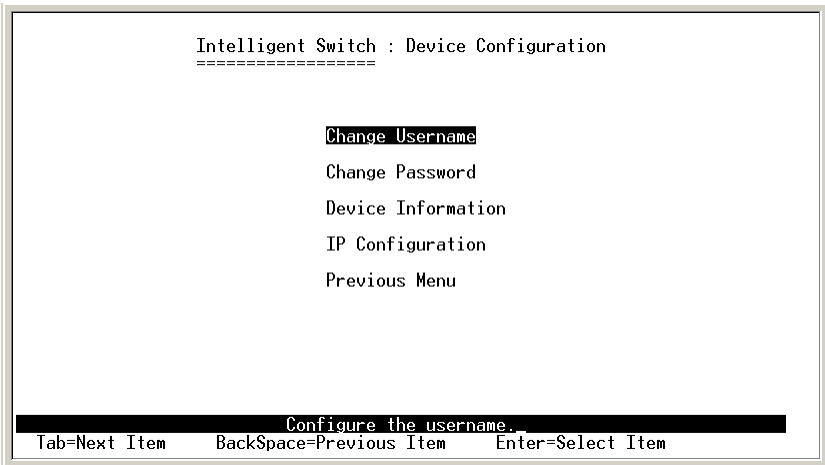 Intelligent Switch : Device Configuration
==================
Change Username
Change Password
Device Information
IP Configuration
Previous Menu
Configure the username._
Tab=Next Item BackSpace=Previous Item Enter=Select Item